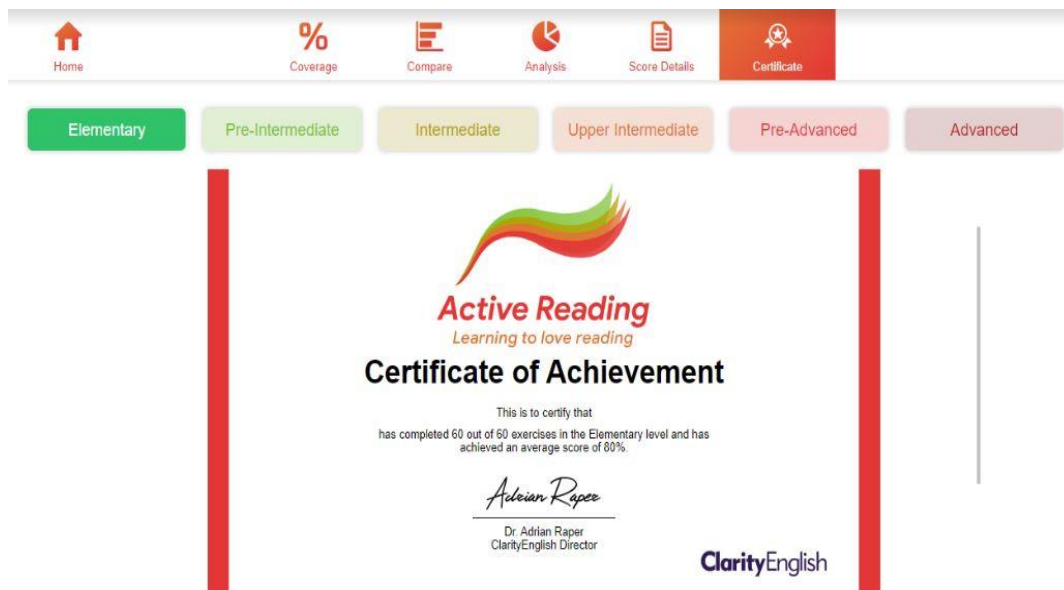 Home
%
Coverage
Compare
Analysis
Score Details
Certificate
Elementary
Pre-Intermediate
Intermediate
Upper Intermediate
Pre-Advanced
Advanced
Active Reading
Learning to love reading
Certificate of Achievement
This is to certify that
has completed 60 out of 60 exercises in the Elementary level and has
achieved an average score of 80%.
Adrian Raper
Dr. Adrian Raper
ClarityEnglish Director
ClarityEnglish